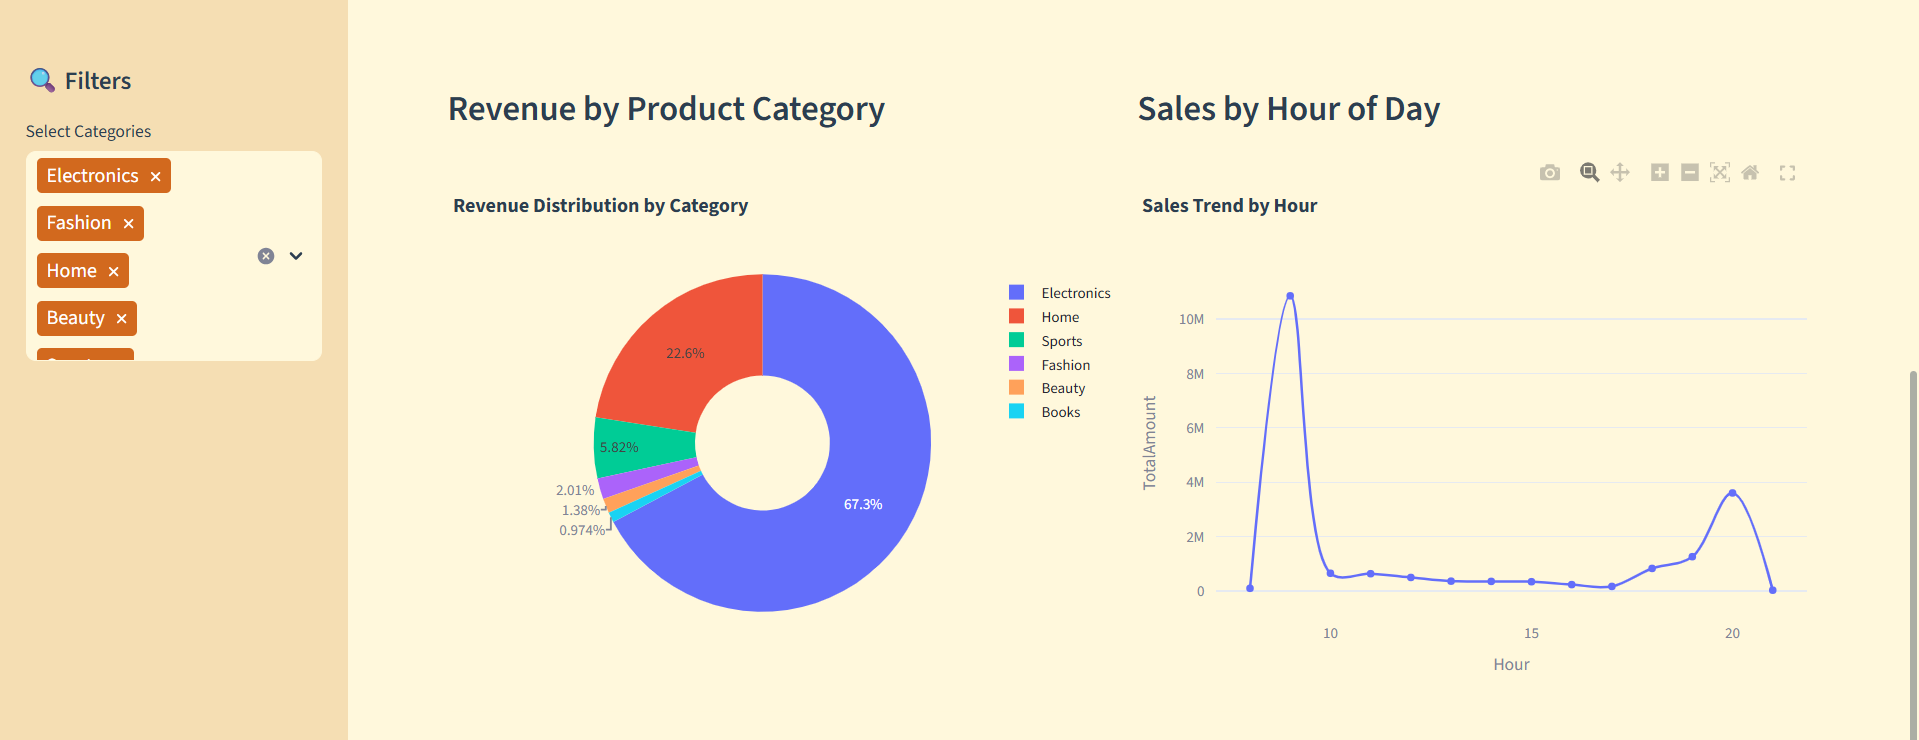 Filters
Select Categories
Electronics
Fashion
Home
Beauty
Revenue by Product Category
Revenue Distribution by Category
22.6%
5.82%
2.01%
1.38%
0.974%
67.3%
Electronics
Home
Sports
Fashion
Beauty
Books
Sales by Hour of Day
Sales Trend by Hour
TotalAmount
10M
8M
6M
4M
2M
0
10 15 20
Hour